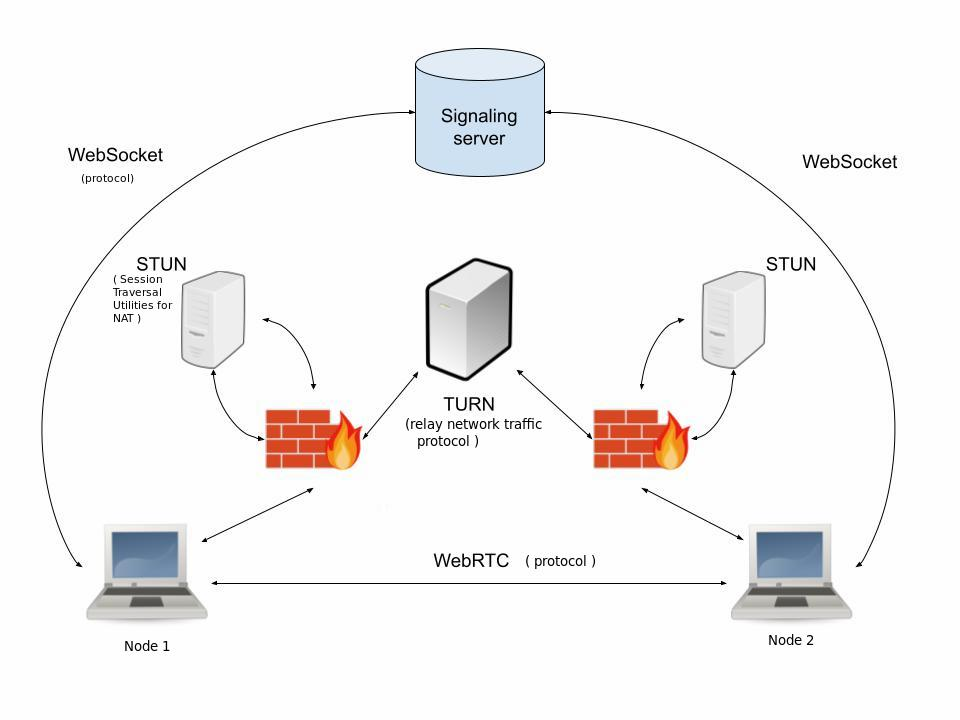 Signaling
server
WebSocket
(protocol)
WebSocket
STUN
( Session
Traversal
Utilities for
NAT )
STUN
TURN
(relay network traffic
protocol )
WebRTC ( protocol )
Node 1
Node 2